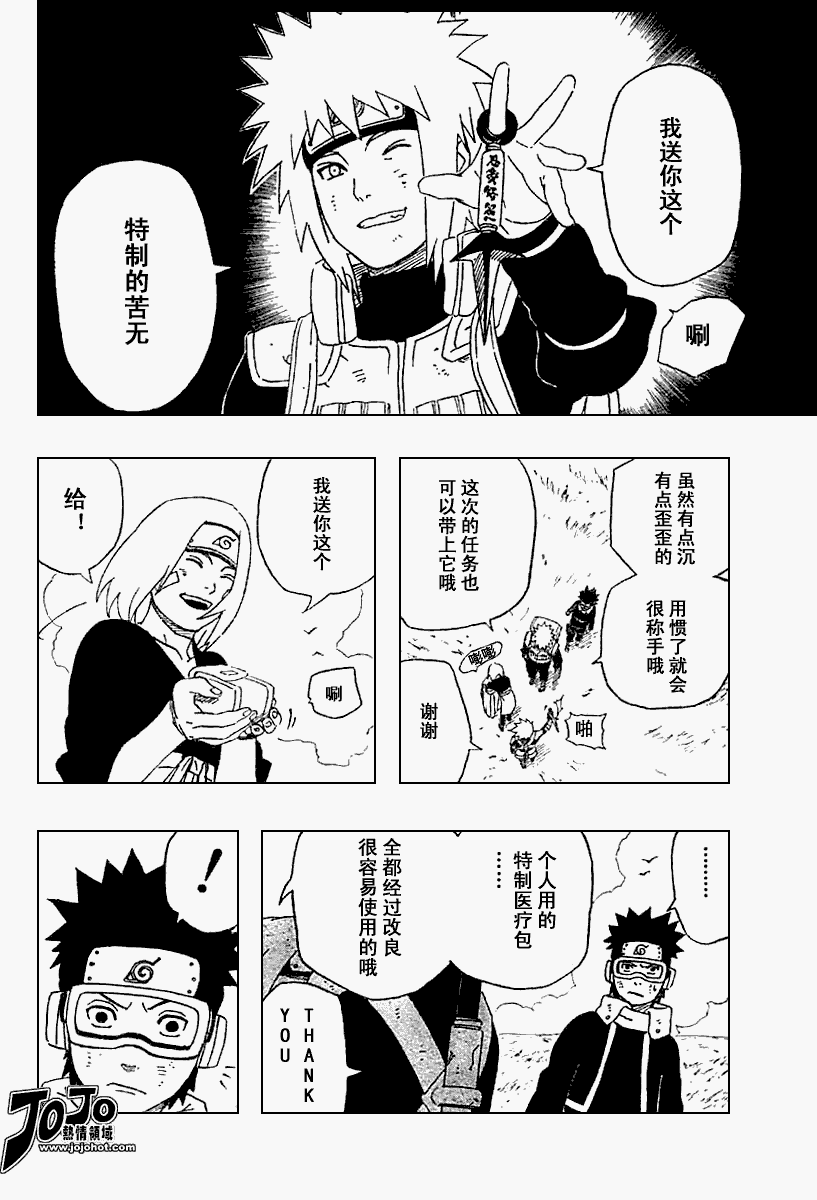 我送你这个
特制的苦无
唰
虽然有点沉
有点歪歪的
用惯了就会
很称手哦
这次的任务也
可以带上它哦
嘭嘭
啪
谢谢
我送你这个
给！
唰
………
个人用的
特制医疗包
……
全都经过改良
很容易使用的哦
THANK
YOU
！
JOJO
熱情領域
www.jojohot.com